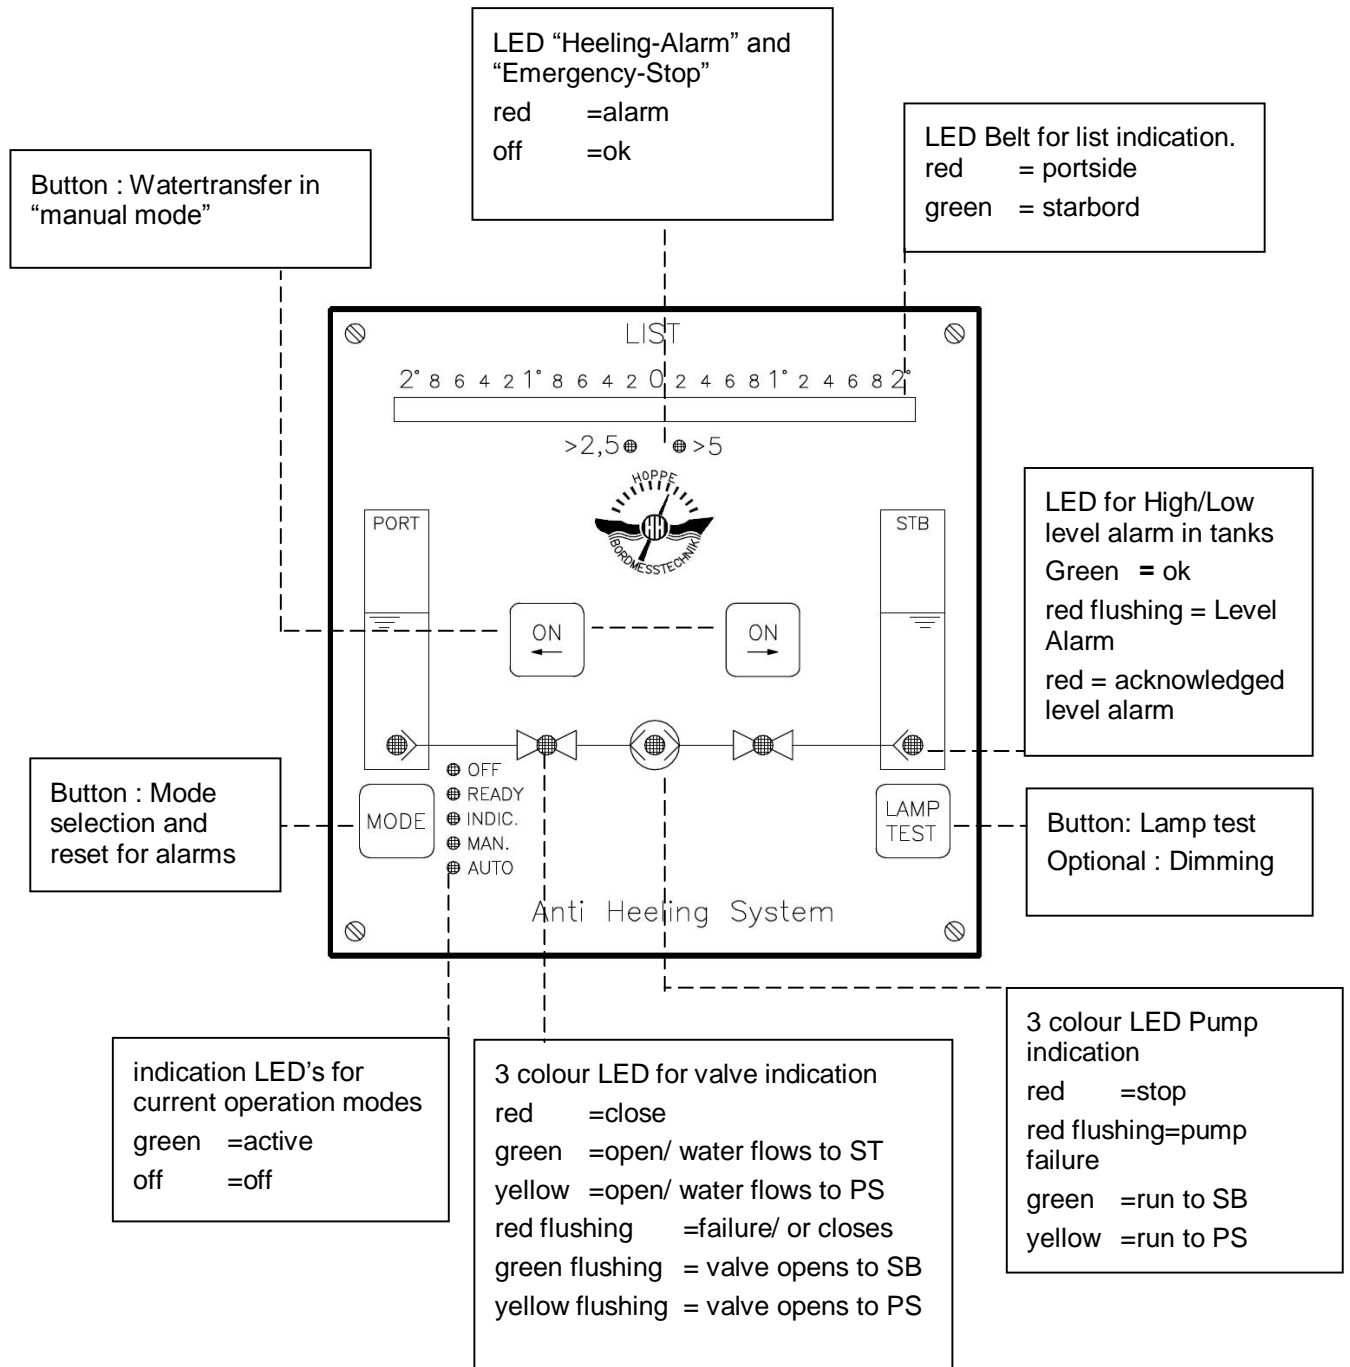 LED “Heeling-Alarm” and
“Emergency-Stop”
red =alarm
off =ok
LED Belt for list indication.
red = portside
green = starbord
Button : Watertransfer in
“manual mode”
LIST
2° 8 6 4 2 1° 8 6 4 2 0 2 4 6 8 1° 2 4 6 8 2°
>2,5 >5
HOPPE
BORDMESSTECHNIK
PORT
STB
ON
ON
LED for High/Low
level alarm in tanks
Green = ok
red flushing = Level
Alarm
red = acknowledged
level alarm
Button : Mode
selection and
reset for alarms
MODE
OFF
READY
INDIC.
MAN.
AUTO
LAMP
TEST
Button: Lamp test
Optional : Dimming
Anti Heeling System
indication LED’s for
current operation modes
green =active
off =off
3 colour LED for valve indication
red =close
green =open/ water flows to ST
yellow =open/ water flows to PS
red flushing =failure/ or closes
green flushing = valve opens to SB
yellow flushing = valve opens to PS
3 colour LED Pump
indication
red =stop
red flushing=pump
failure
green =run to SB
yellow =run to PS